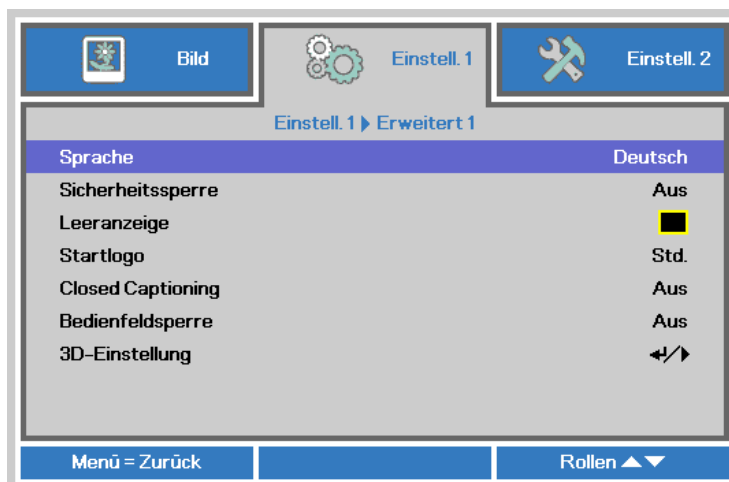 Bild
Einstell. 1
Einstell. 2
Einstell. 1 ▶ Erweitert 1
Sprache Deutsch
Sicherheitssperre Aus
Leeranzeige
Startlogo Std.
Closed Captioning Aus
Bedienfeldsperre Aus
3D-Einstellung ↵/▶
Menü = Zurück
Rollen ▲▼